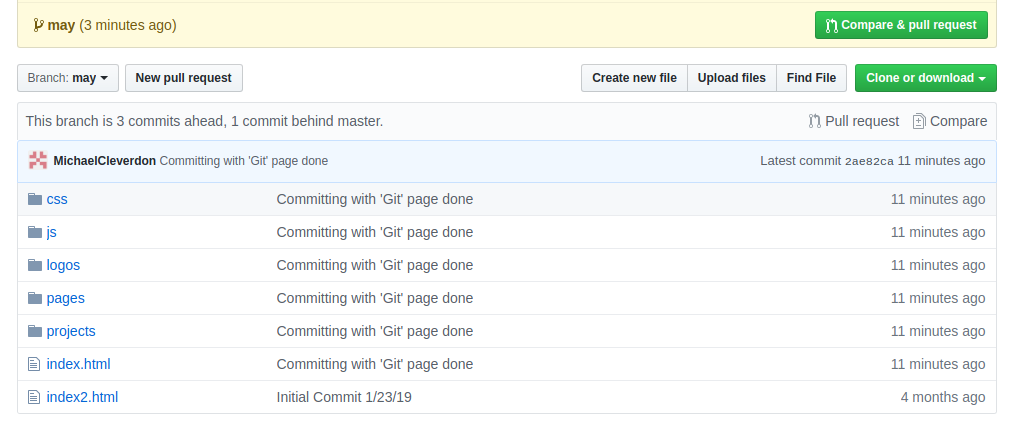 may (3 minutes ago) Compare & pull request
Branch: may New pull request Create new file Upload files Find File Clone or download
This branch is 3 commits ahead, 1 commit behind master. Pull request Compare
MichaelCleverdon Committing with 'Git' page done Latest commit 2ae82ca 11 minutes ago
css Committing with 'Git' page done 11 minutes ago
js Committing with 'Git' page done 11 minutes ago
logos Committing with 'Git' page done 11 minutes ago
pages Committing with 'Git' page done 11 minutes ago
projects Committing with 'Git' page done 11 minutes ago
index.html Committing with 'Git' page done 11 minutes ago
index2.html Initial Commit 1/23/19 4 months ago